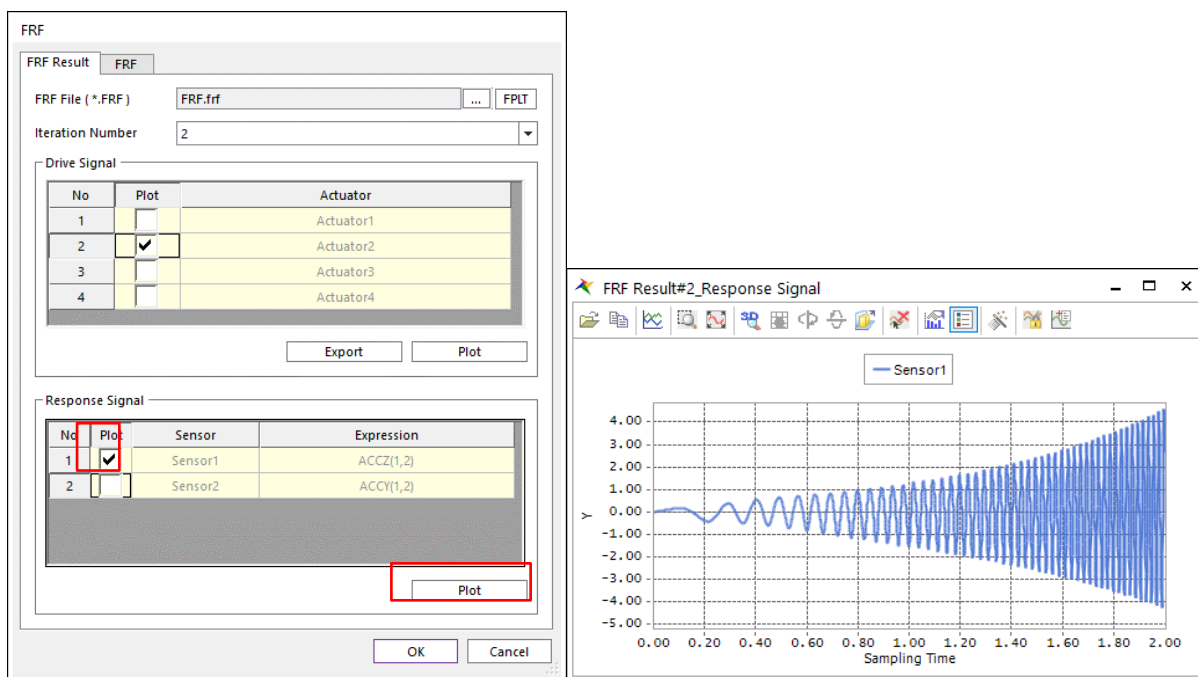 FRF
FRF Result FRF
FRF File ( *.FRF ) FRF.frf ... FPLT
Iteration Number 2
Drive Signal
No Plot Actuator
1 Actuator1
2 Actuator2
3 Actuator3
4 Actuator4
Export Plot
Response Signal
No Plot Sensor Expression
1 Sensor1 ACCZ(1,2)
2 Sensor2 ACCY(1,2)
Plot
OK Cancel
FRF Result#2_Response Signal
3D
Sensor1
4.00
3.00
2.00
1.00
0.00
-1.00
-2.00
-3.00
-4.00
-5.00
Y
0.00 0.20 0.40 0.60 0.80 1.00 1.20 1.40 1.60 1.80 2.00
Sampling Time